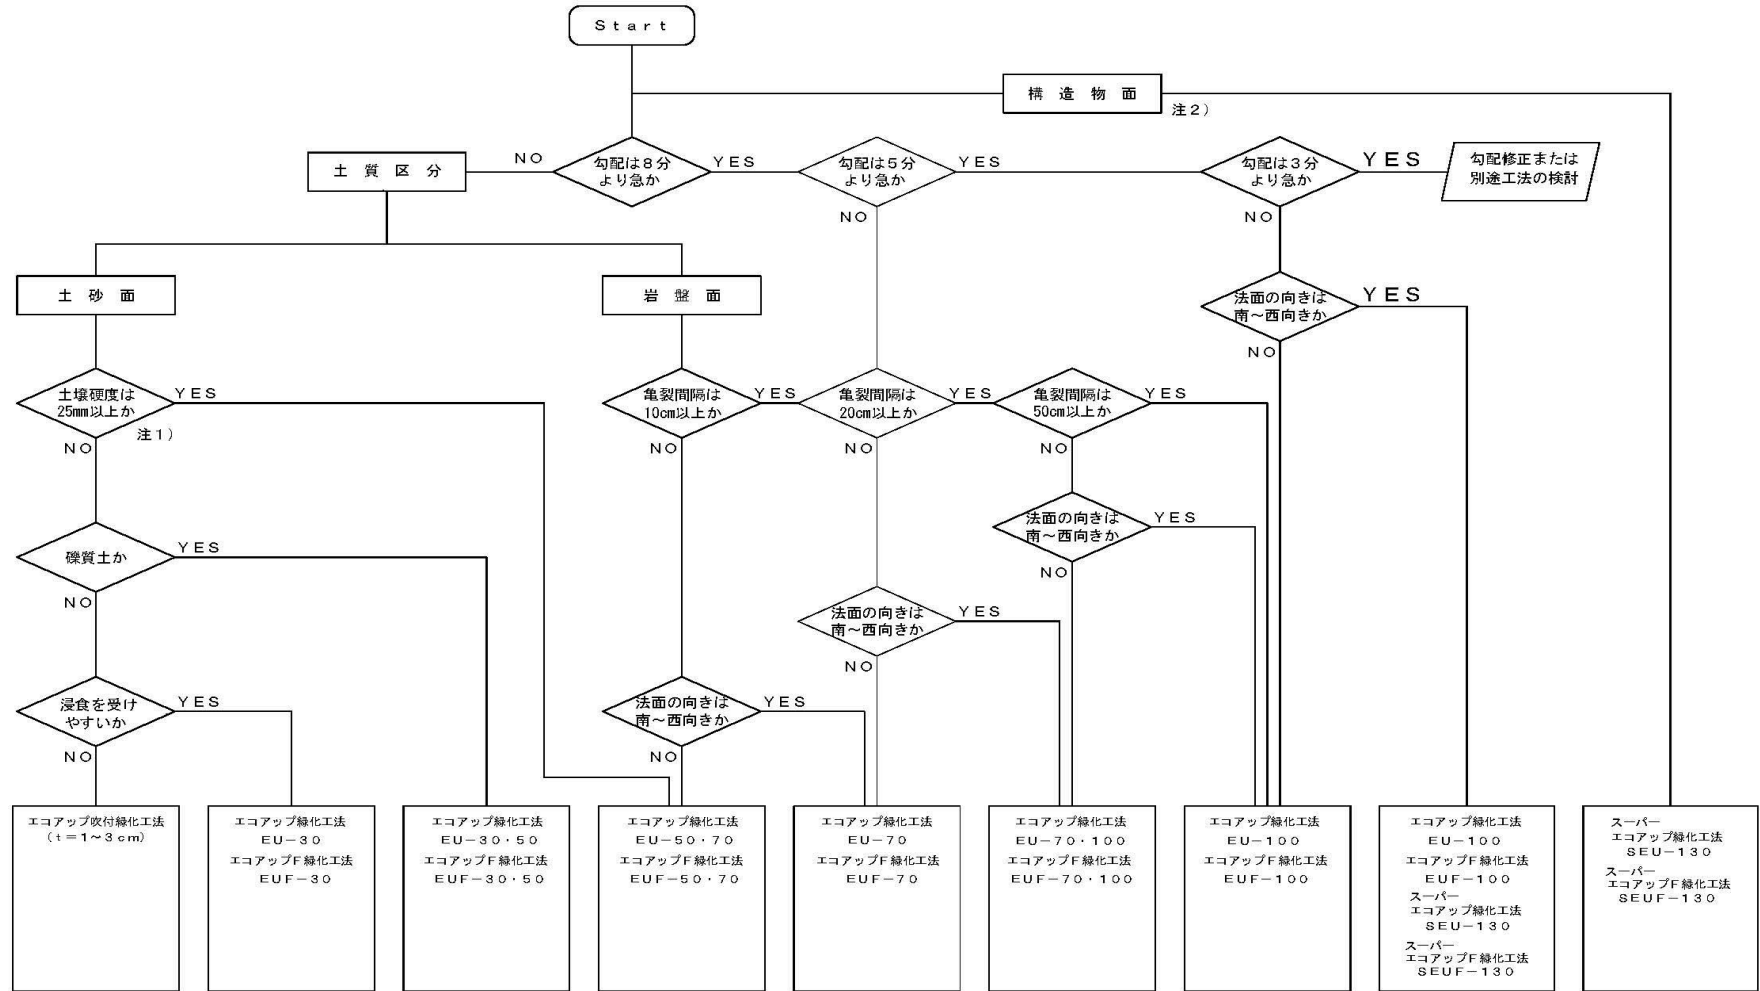 Ｓｔａｒｔ
構造物面
注２）
土質区分
ＮＯ
勾配は８分
より急か
ＹＥＳ
勾配は５分
より急か
ＹＥＳ
勾配は３分
より急か
ＹＥＳ
勾配修正または
別途工法の検討
ＮＯ
ＮＯ
土砂面
岩盤面
法面の向きは
南～西向きか
ＹＥＳ
ＮＯ
土壌硬度は
25mm以上か
ＹＥＳ
注１）
ＮＯ
亀裂間隔は
10cm以上か
ＹＥＳ
ＮＯ
亀裂間隔は
20cm以上か
ＹＥＳ
ＮＯ
亀裂間隔は
50cm以上か
ＹＥＳ
ＮＯ
法面の向きは
南～西向きか
ＹＥＳ
ＮＯ
礫質土か
ＹＥＳ
ＮＯ
法面の向きは
南～西向きか
ＹＥＳ
ＮＯ
浸食を受け
やすいか
ＹＥＳ
ＮＯ
法面の向きは
南～西向きか
ＹＥＳ
ＮＯ
エコアップ吹付緑化工法
（ｔ＝１～３ｃｍ）
エコアップ緑化工法
ＥＵ－３０
エコアップＦ緑化工法
ＥＵＦ－３０
エコアップ緑化工法
ＥＵ－３０・５０
エコアップＦ緑化工法
ＥＵＦ－３０・５０
エコアップ緑化工法
ＥＵ－５０・７０
エコアップＦ緑化工法
ＥＵＦ－５０・７０
エコアップ緑化工法
ＥＵ－７０
エコアップＦ緑化工法
ＥＵＦ－７０
エコアップ緑化工法
ＥＵ－７０・１００
エコアップＦ緑化工法
ＥＵＦ－７０・１００
エコアップ緑化工法
ＥＵ－１００
エコアップＦ緑化工法
ＥＵＦ－１００
エコアップ緑化工法
ＥＵ－１００
エコアップＦ緑化工法
ＥＵＦ－１００
スーパー
エコアップ緑化工法
ＳＥＵ－１３０
スーパー
エコアップＦ緑化工法
ＳＥＵＦ－１３０
スーパー
エコアップ緑化工法
ＳＥＵ－１３０
スーパー
エコアップＦ緑化工法
ＳＥＵＦ－１３０